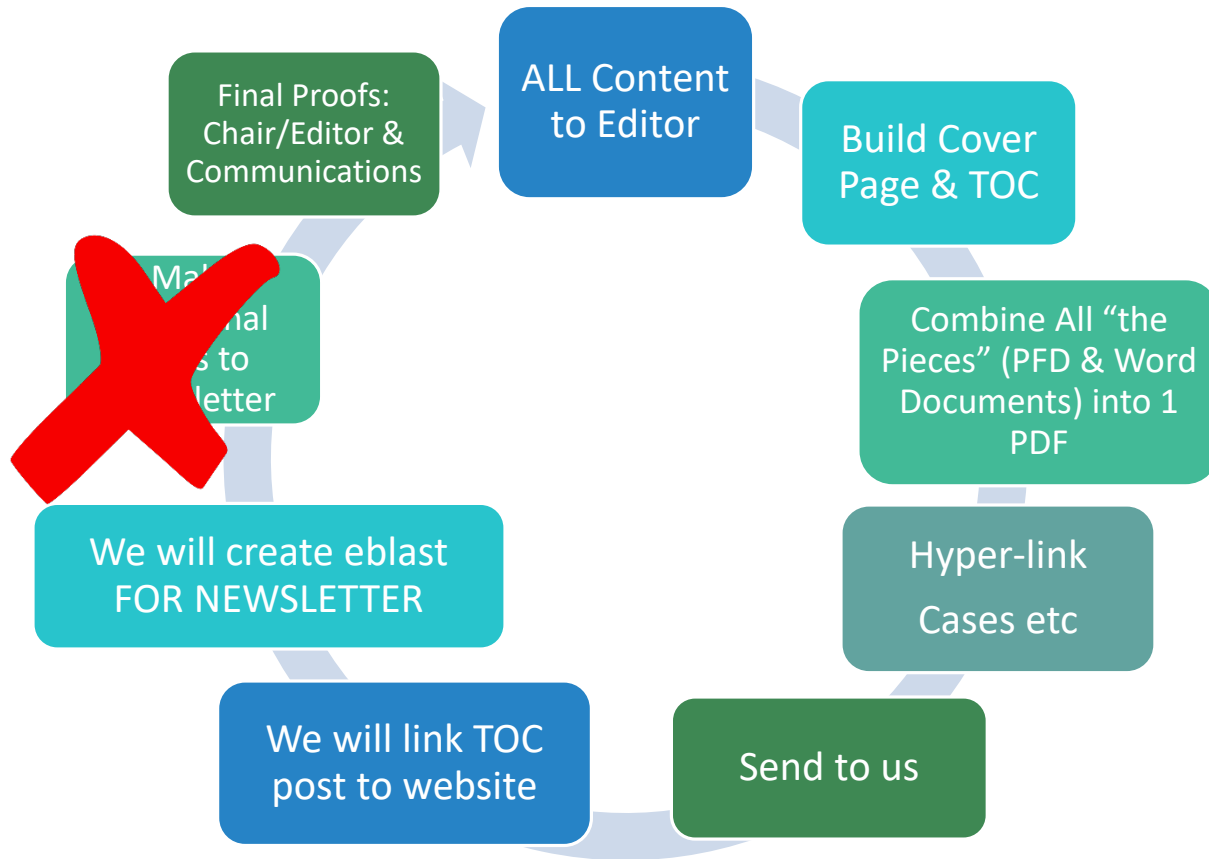 ALL Content
to Editor
Build Cover
Page & TOC
Combine All “the
Pieces” (PFD & Word
Documents) into 1
PDF
Hyper-link
Cases etc
Send to us
We will link TOC
post to website
We will create eblast
FOR NEWSLETTER
to
Final Proofs:
Chair/Editor &
Communications